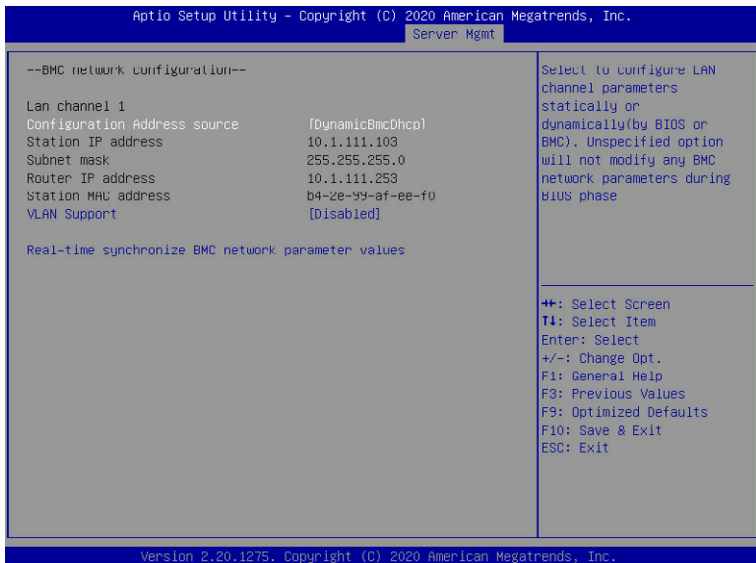 Aptio Setup Utility – Copyright (C) 2020 American Megatrends, Inc.
Server Mgmt
--BMC network configuration--
Lan channel 1
Configuration Address source [DynamicBmcDhcp]
Station IP address 10.1.111.103
Subnet mask 255.255.255.0
Router IP address 10.1.111.253
Station MAC address b4-2e-99-af-ee-f0
VLAN Support [Disabled]
Real-time synchronize BMC network parameter values
Select to configure LAN
channel parameters
statically or
dynamically(by BIOS or
BMC). Unspecified option
will not modify any BMC
network parameters during
BIOS phase
→←: Select Screen
↑↓: Select Item
Enter: Select
+/-: Change Opt.
F1: General Help
F3: Previous Values
F9: Optimized Defaults
F10: Save & Exit
ESC: Exit
Version 2.20.1275. Copyright (C) 2020 American Megatrends, Inc.